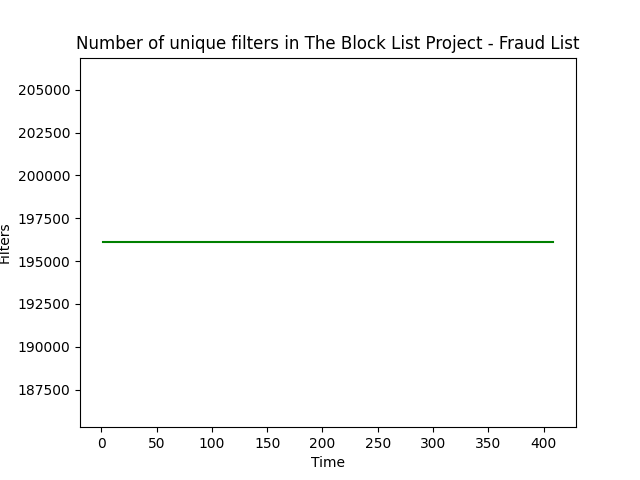 Number of unique filters in The Block List Project - Fraud List
205000
202500
200000
197500
195000
192500
190000
187500
Filters
0 50 100 150 200 250 300 350 400
Time